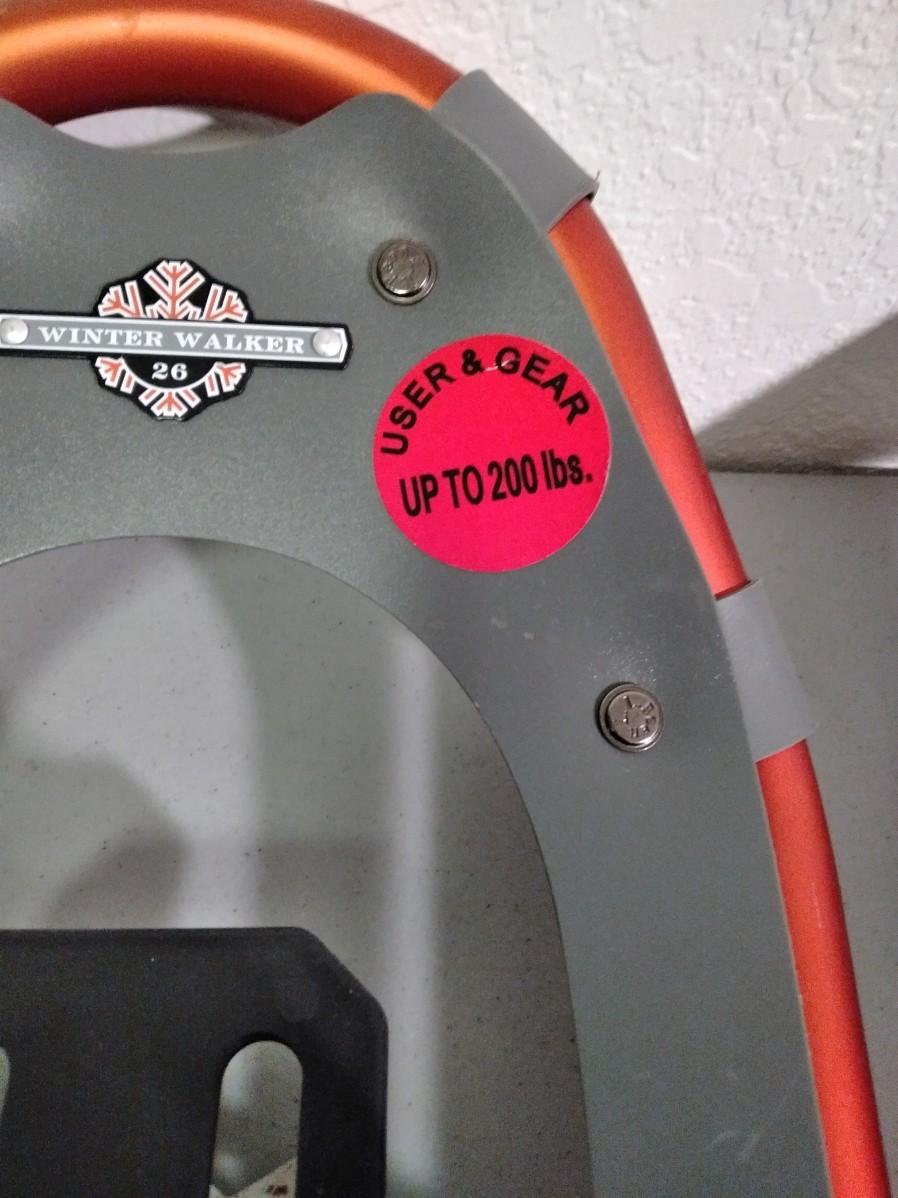 WINTER WALKER
26
USER & GEAR
UP TO 200 lbs.